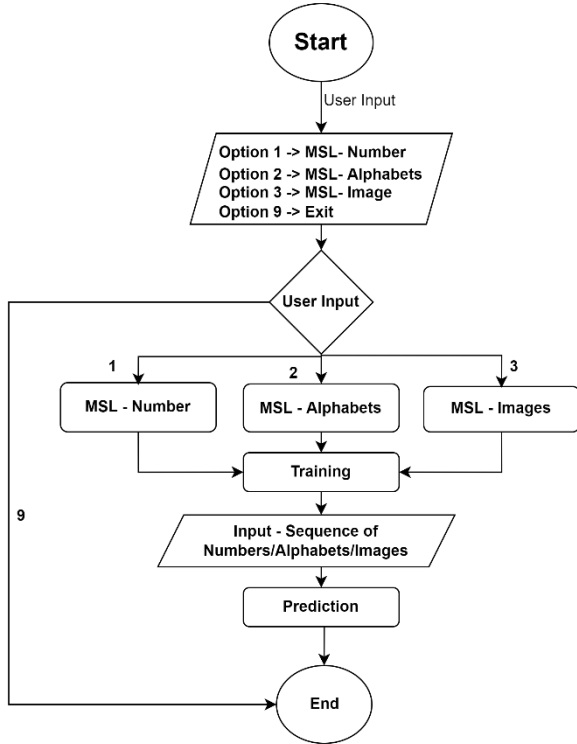 Start
User Input
Option 1 -> MSL- Number
Option 2 -> MSL- Alphabets
Option 3 -> MSL- Image
Option 9 -> Exit
User Input
1
2
3
MSL - Number
MSL - Alphabets
MSL - Images
Training
9
Input - Sequence of
Numbers/Alphabets/Images
Prediction
End